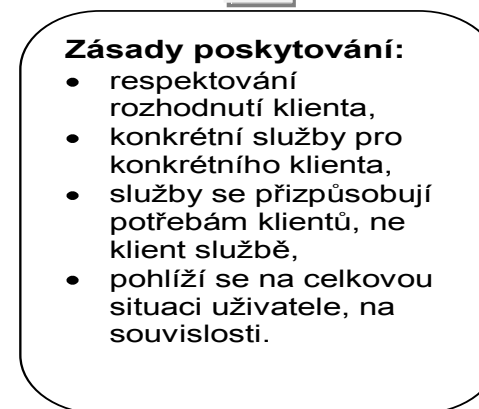 Zásady poskytování:
• respektování
rozhodnutí klienta,
• konkrétní služby pro
konkrétního klienta,
• služby se přizpůsobují
potřebám klientů, ne
klient službě,
• pohlíží se na celkovou
situaci uživatele, na
souvislosti.